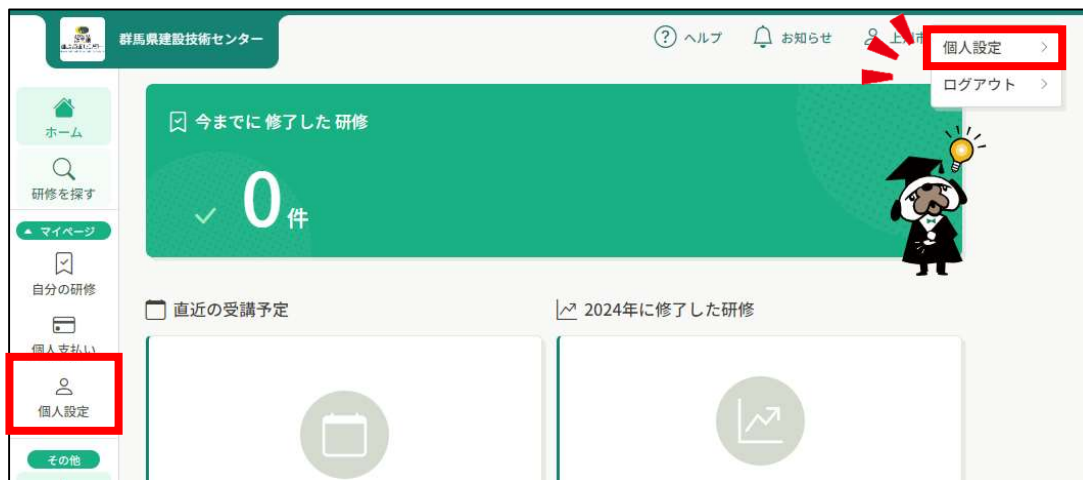 群馬県建設技術センター
ヘルプ
お知らせ
個人設定
ログアウト
ホーム
研修を探す
マイページ
自分の研修
個人支払い
個人設定
その他
今までに 修了した 研修
0件
直近の受講予定
2024年に修了した研修